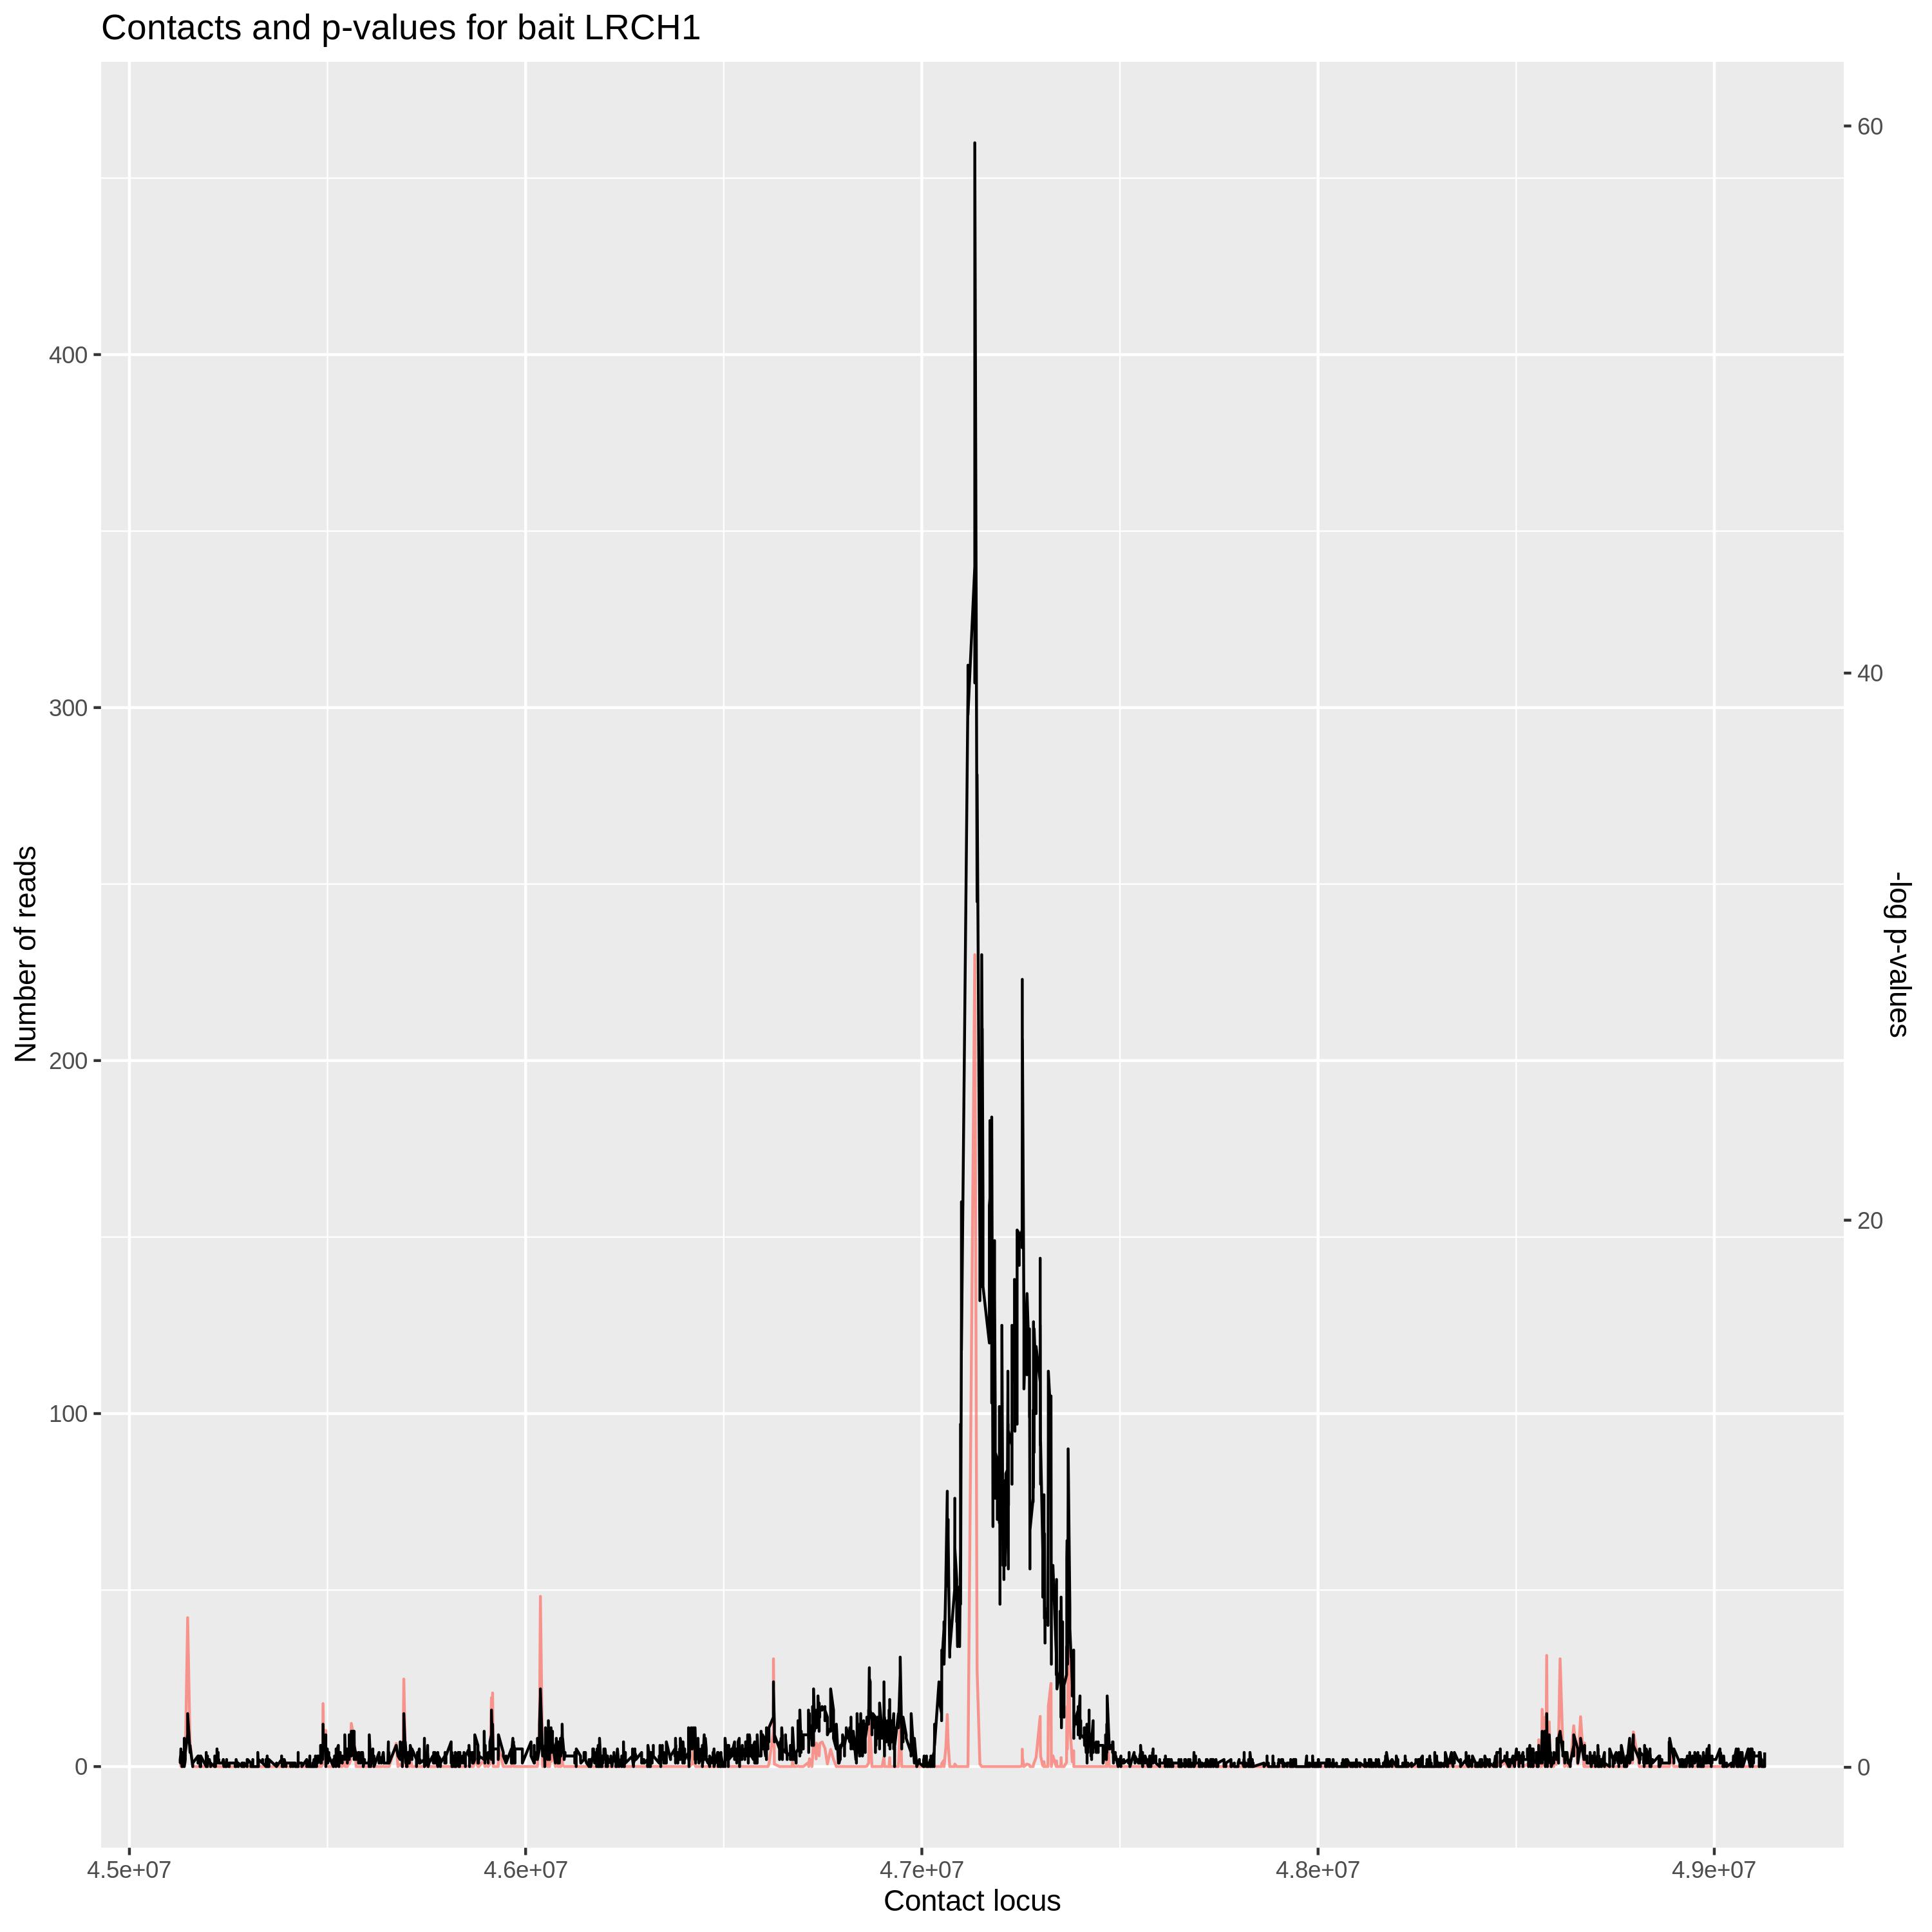 Contacts and p-values for bait LRCH1
Number of reads
400
300
200
100
0
60
40
20
0
-log p-values
4.5e+07
4.6e+07
4.7e+07
4.8e+07
4.9e+07
Contact locus